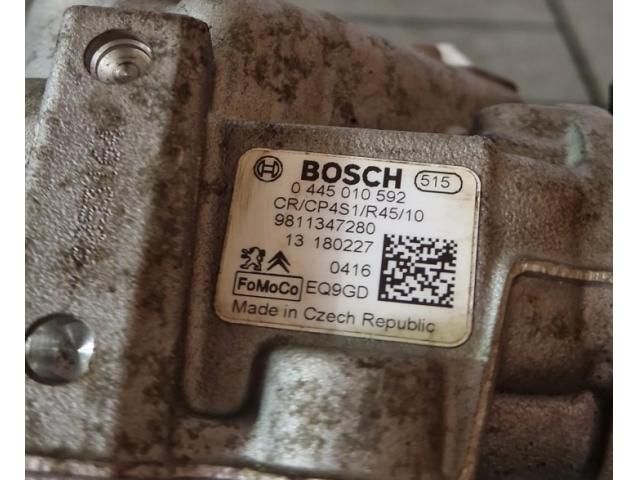 BOSCH 515
0 445 010 592
CR/CP4S1/R45/10
9811347280
13 180227
0416
FoMoCo EQ9GD
Made in Czech Republic